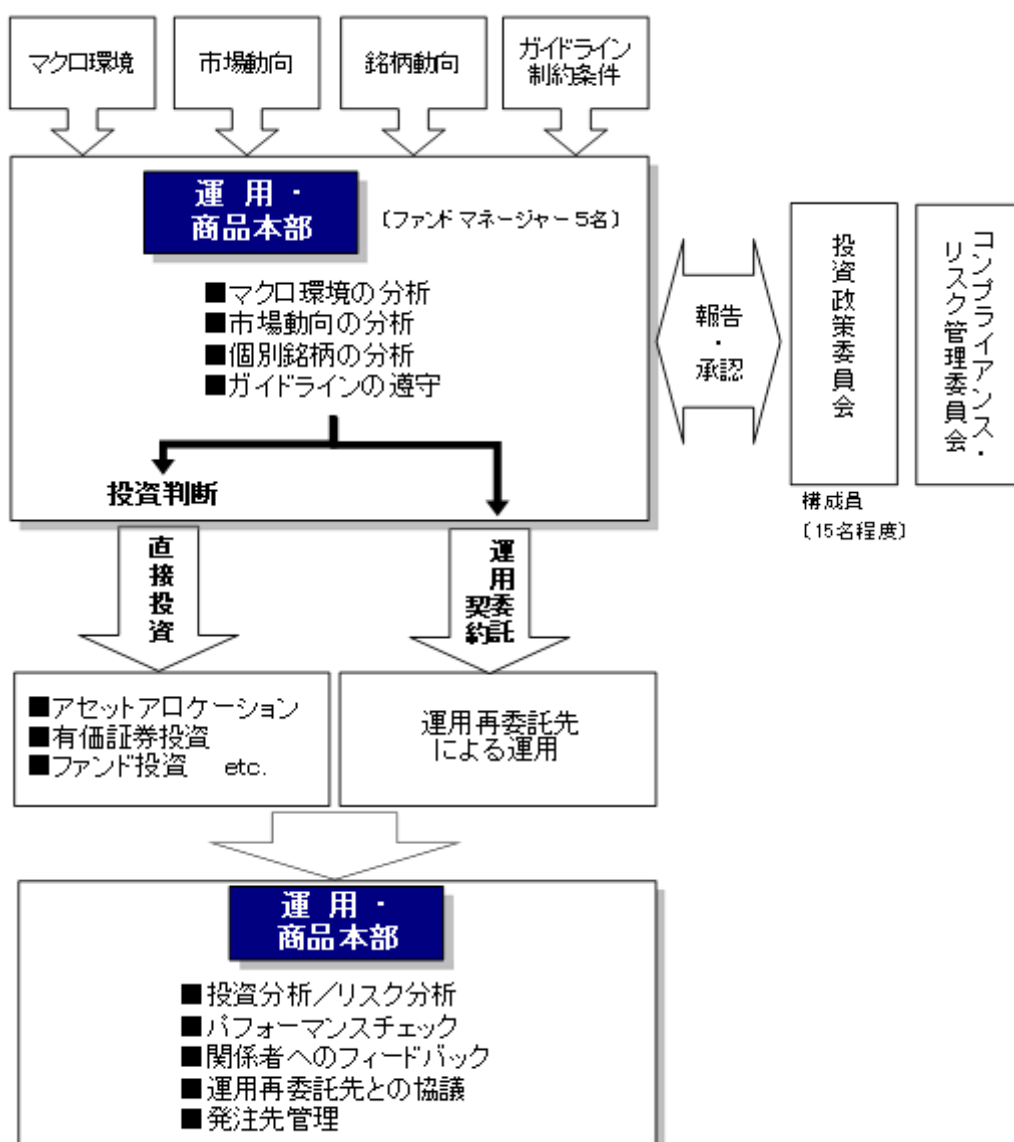 マクロ環境
市場動向
銘柄動向
ガイドライン
制約条件
運 用 ・
商品本部
〔ファンドマネージャー5名〕
■マクロ環境の分析
■市場動向の分析
■個別銘柄の分析
■ガイドラインの遵守
投資判断
報告
・
承認
投資政策委員会
コンプライアンス・
リスク管理委員会
構成員
〔15名程度〕
直接投資
運用委託
契約
■アセットアロケーション
■有価証券投資
■ファンド投資 etc.
運用再委託先
による運用
運 用 ・
商品本部
■投資分析／リスク分析
■パフォーマンスチェック
■関係者へのフィードバック
■運用再委託先との協議
■発注先管理